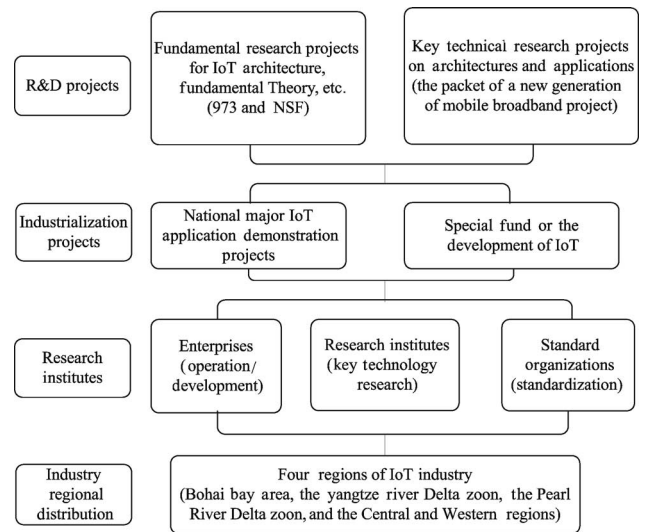 R&D projects
Fundamental research projects
for IoT architecture,
fundamental Theory, etc.
(973 and NSF)
Key technical research projects
on architectures and applications
(the packet of a new generation
of mobile broadband project)
Industrialization
projects
National major IoT
application demonstration
projects
Special fund or the
development of IoT
Research
institutes
Enterprises
(operation/
development)
Research institutes
(key technology
research)
Standard
organizations
(standardization)
Industry
regional
distribution
Four regions of IoT industry
(Bohai bay area, the yangtze river Delta zoon, the Pearl
River Delta zoon, and the Central and Western regions)